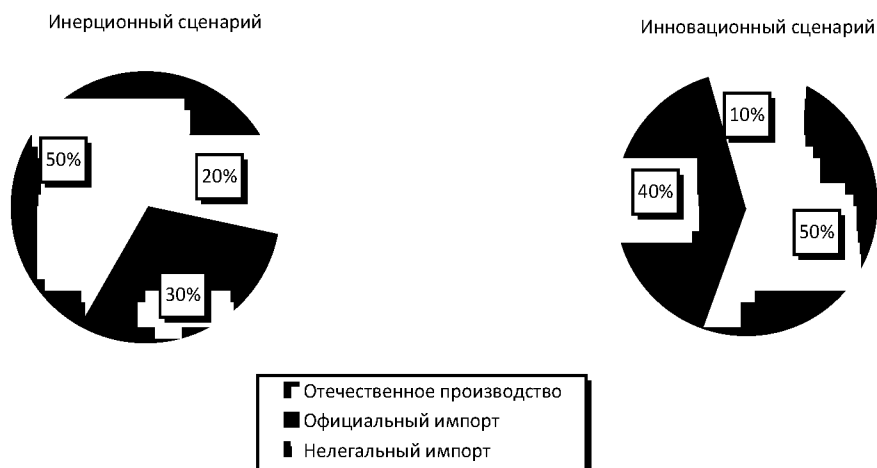 Инерционный сценарий
Инновационный сценарий
50%
20%
30%
10%
40%
50%
Отечественное производство
Официальный импорт
Нелегальный импорт